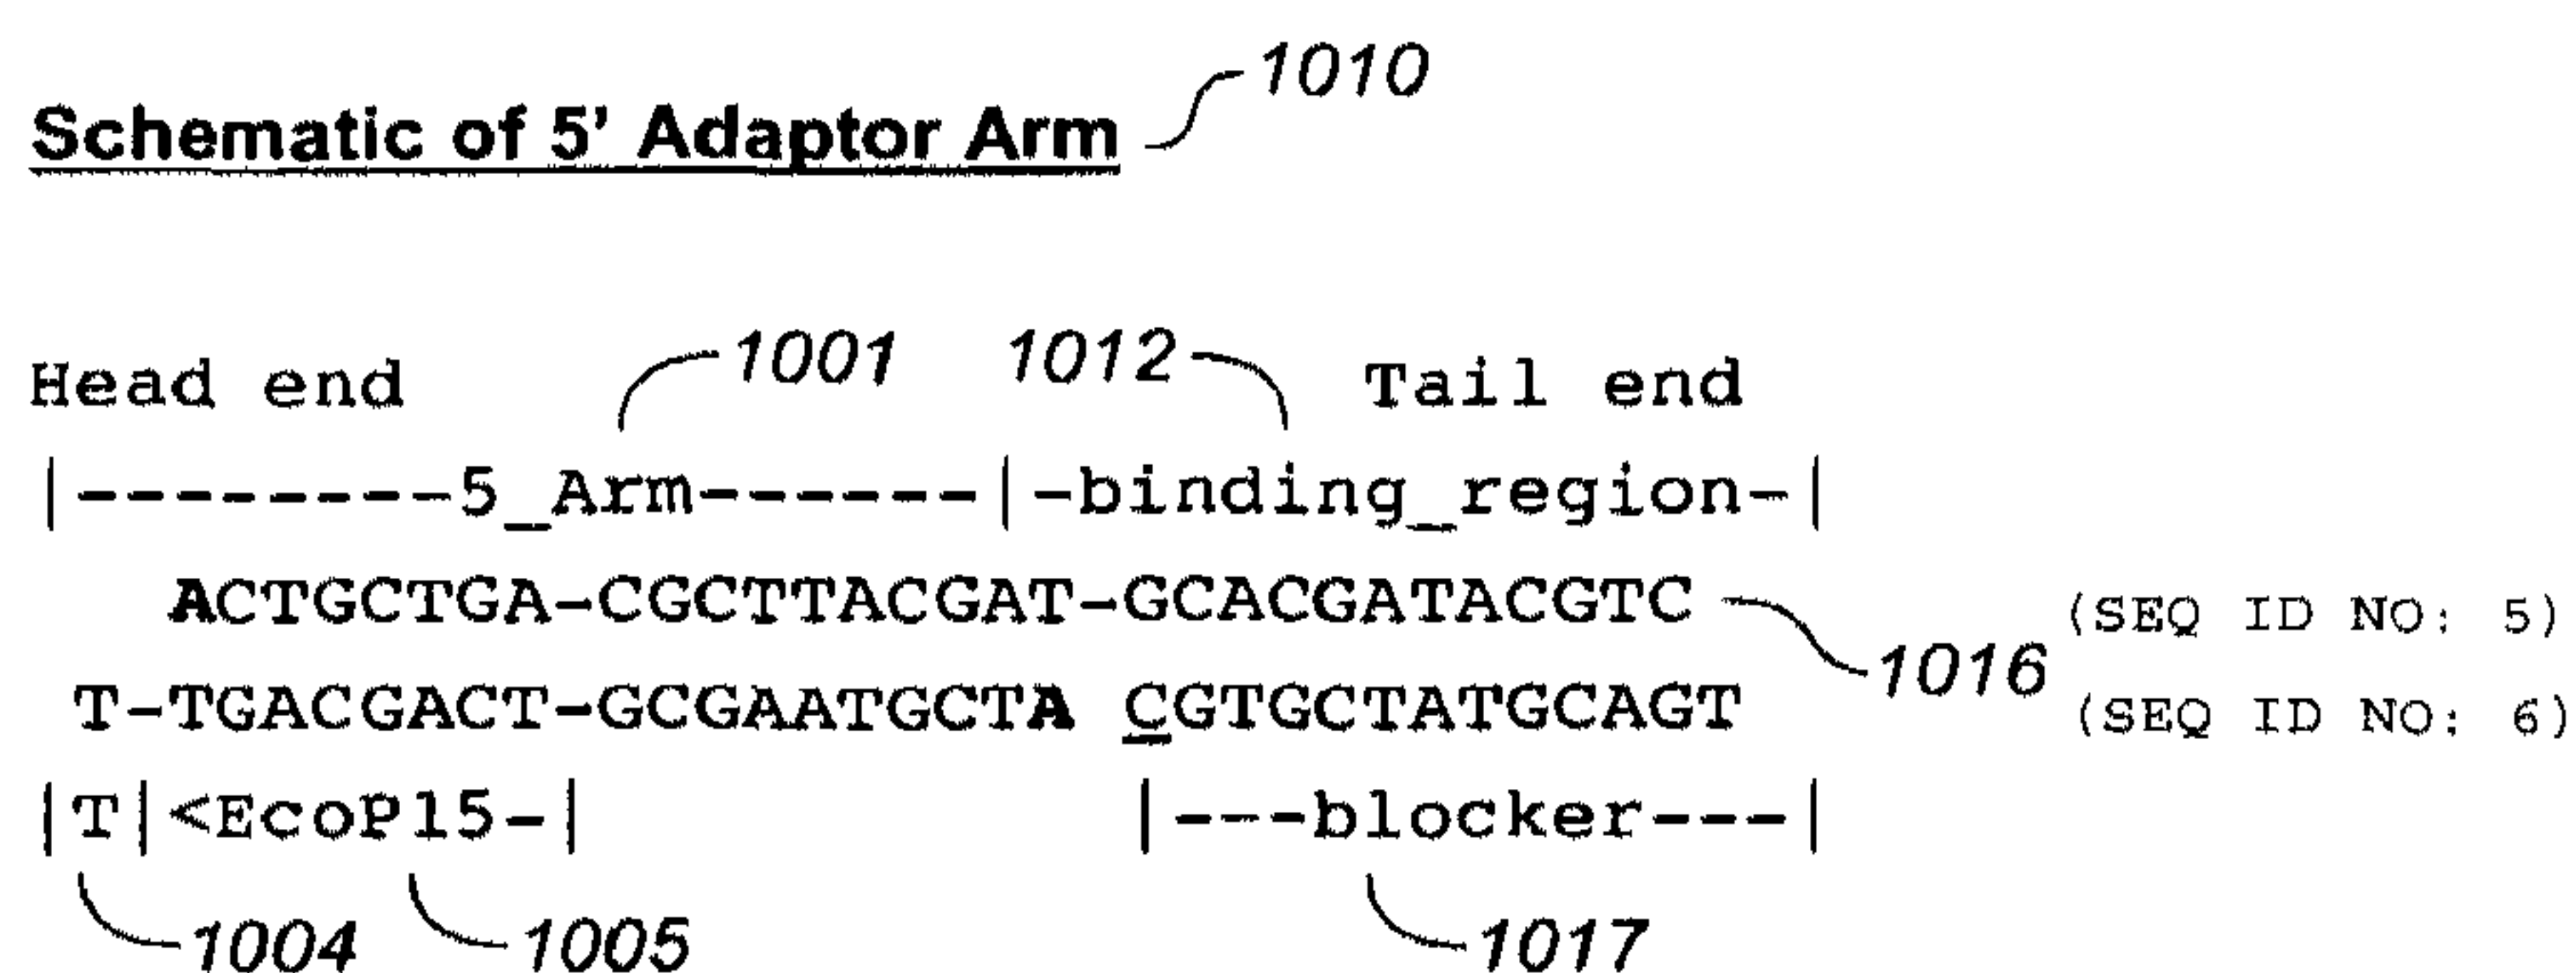 1010
Schematic of 5' Adaptor Arm
1001 1012
Head end Tail end
|---------5_Arm------|-binding_region-|
ACTGCTGA-CGCTTACGAT-GCACGATACGTC (SEQ ID NO: 5)
1016
T-TGACGACT-GCGAATGCTA CGTGCTATGCAGT (SEQ ID NO: 6)
|T|<EcoP15-| |---blocker---|
1004 1005 1017